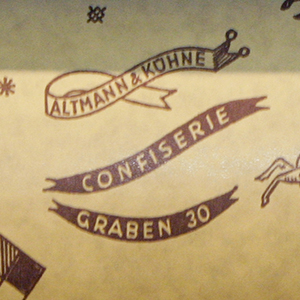 ALTMANN & KÜHNE
CONFISERIE
GRABEN 30